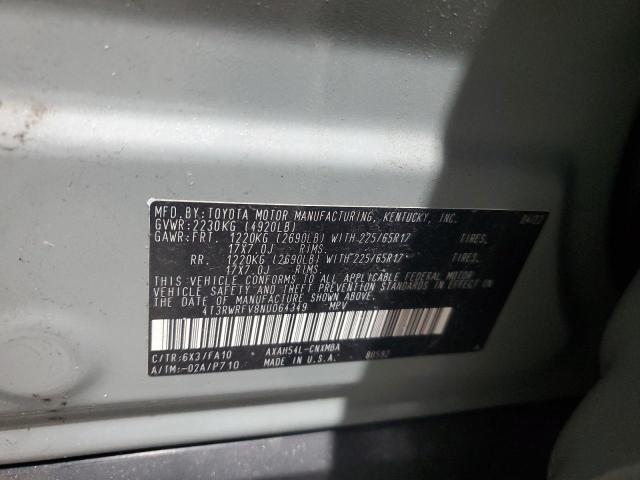 MFD.BY:TOYOTA MOTOR MANUFACTURING, KENTUCKY, INC. 04/22
GVWR:2230KG (4920LB)
GAWR:FRT. 1220KG (2690LB) WITH 225/65R17 TIRES,
17X7.0J RIMS,
RR. 1220KG (2690LB) WITH 225/65R17 TIRES,
17X7.0J RIMS,
THIS VEHICLE CONFORMS TO ALL APPLICABLE FEDERAL MOTOR
VEHICLE SAFETY AND THEFT PREVENTION STANDARDS IN EFFECT ON THE
DATE OF MANUFACTURE SHOWN ABOVE.
4T3RWRFV8NU064349 MPV
C/TR:6X3/FA10 AXAH54L-CNXMBA
A/TM:-02A/P710 MADE IN U.S.A.